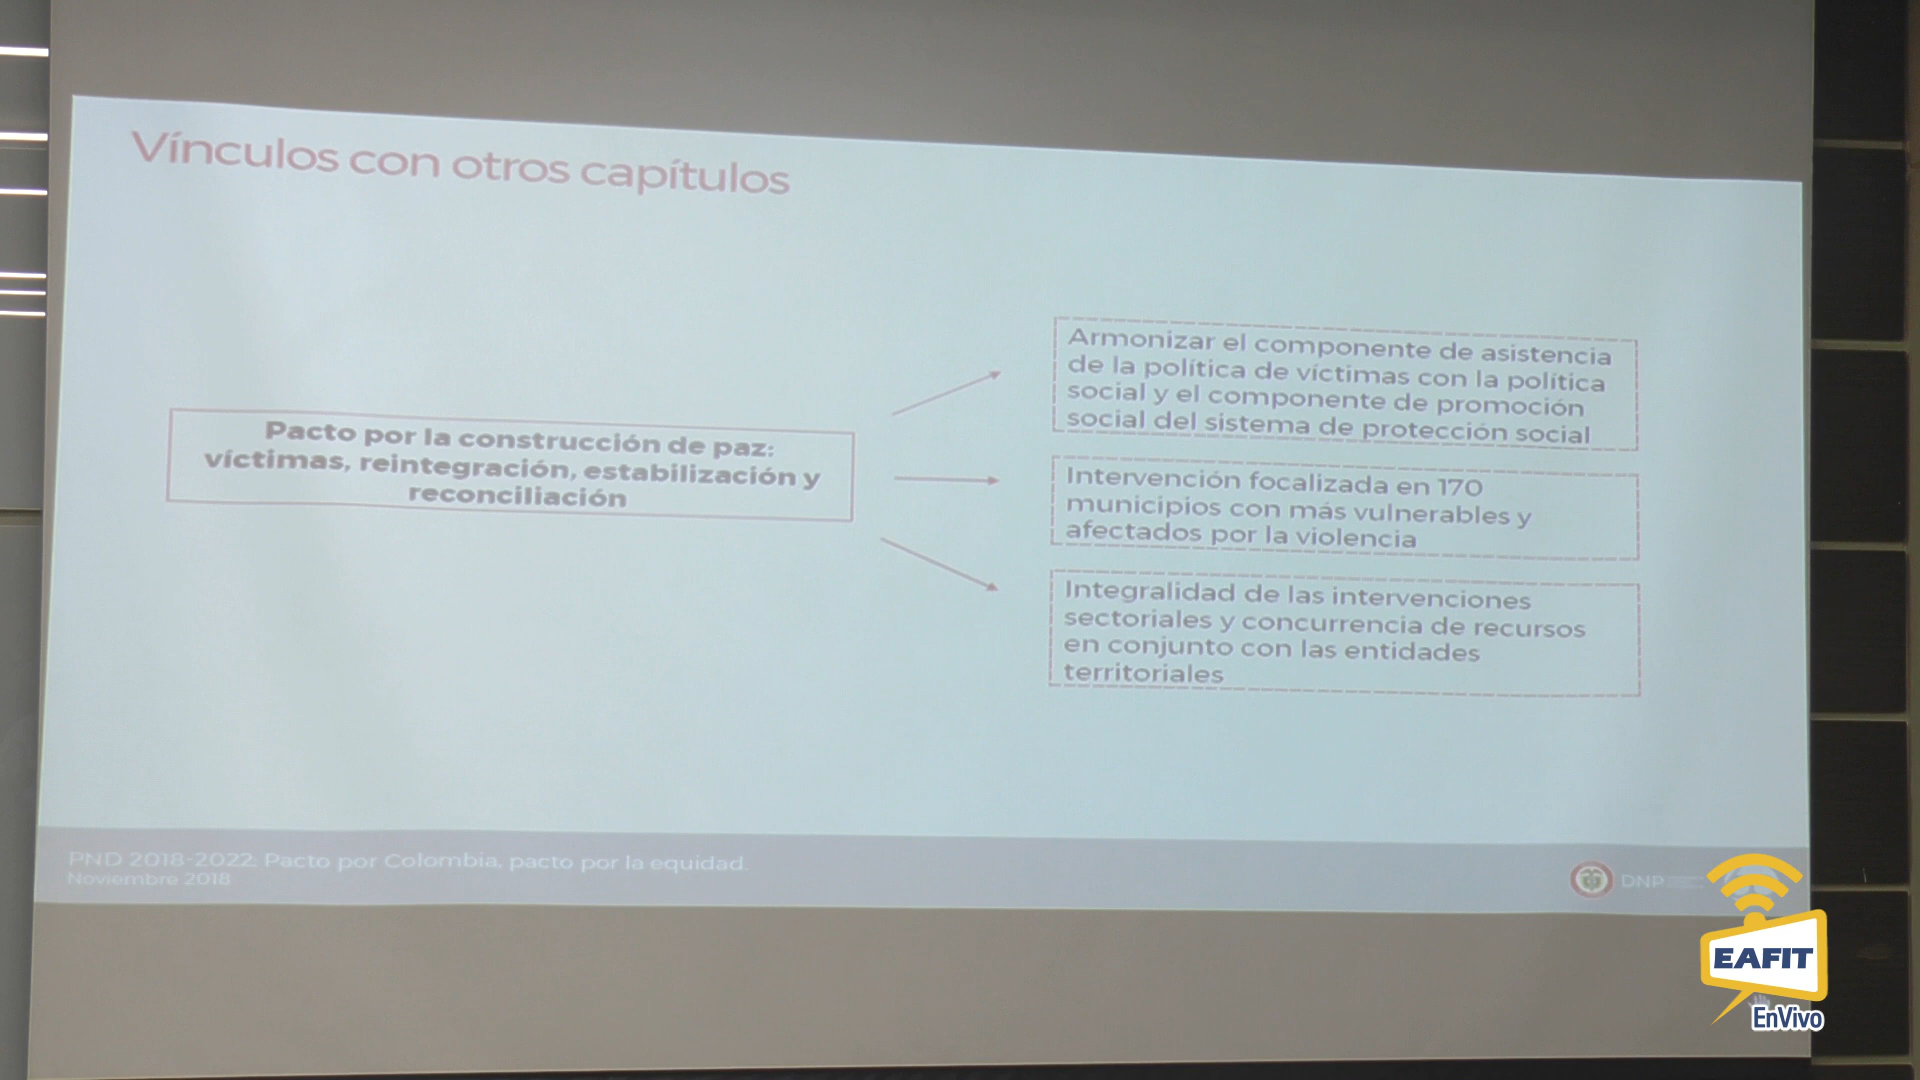 Vínculos con otros capítulos
Pacto por la construcción de paz:
víctimas, reintegración, estabilización y
reconciliación
Armonizar el componente de asistencia
de la política de víctimas con la política
social y el componente de promoción
social del sistema de protección social
Intervención focalizada en 170
municipios con más vulnerables y
afectados por la violencia
Integralidad de las intervenciones
sectoriales y concurrencia de recursos
en conjunto con las entidades
territoriales
PND 2018-2022: Pacto por Colombia, pacto por la equidad.
Noviembre 2018
DNP
EAFIT
EnVivo